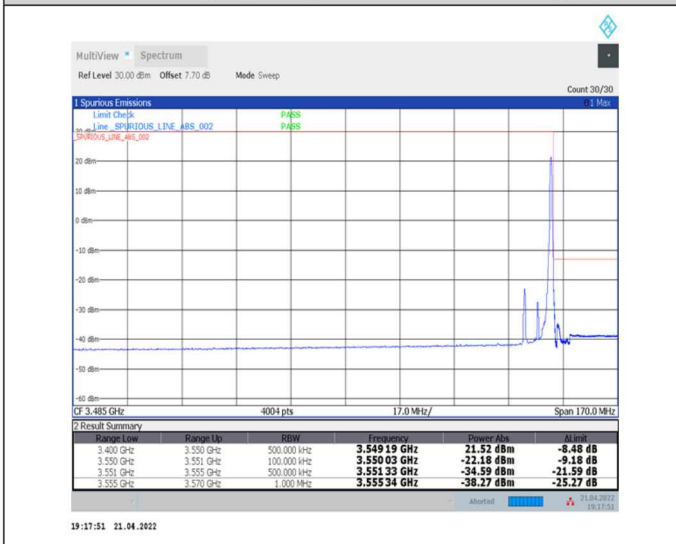 MultiView Spectrum
Ref Level 30.00 dBm Offset 7.70 dB Mode Sweep
Count 30/30
1 Spurious Emissions 1 Max
Limit Check PASS
Line _SPURIOUS_LINE_ABS_002 PASS
_SPURIOUS_LINE_ABS_002
20 dBm
10 dBm
0 dBm
-10 dBm
-20 dBm
-30 dBm
-40 dBm
-50 dBm
-60 dBm
CF 3.485 GHz 4004 pts 17.0 MHz/ Span 170.0 MHz
2 Result Summary
Range Low Range Up RBW Frequency Power Abs ΔLimit
3.400 GHz 3.550 GHz 500.000 kHz 3.549 19 GHz 21.52 dBm -8.48 dB
3.550 GHz 3.551 GHz 100.000 kHz 3.550 03 GHz -22.18 dBm -9.18 dB
3.551 GHz 3.555 GHz 500.000 kHz 3.551 33 GHz -34.59 dBm -21.59 dB
3.555 GHz 3.570 GHz 1.000 MHz 3.555 34 GHz -38.27 dBm -25.27 dB
Aborted 21.04.2022
19:17:51
19:17:51 21.04.2022